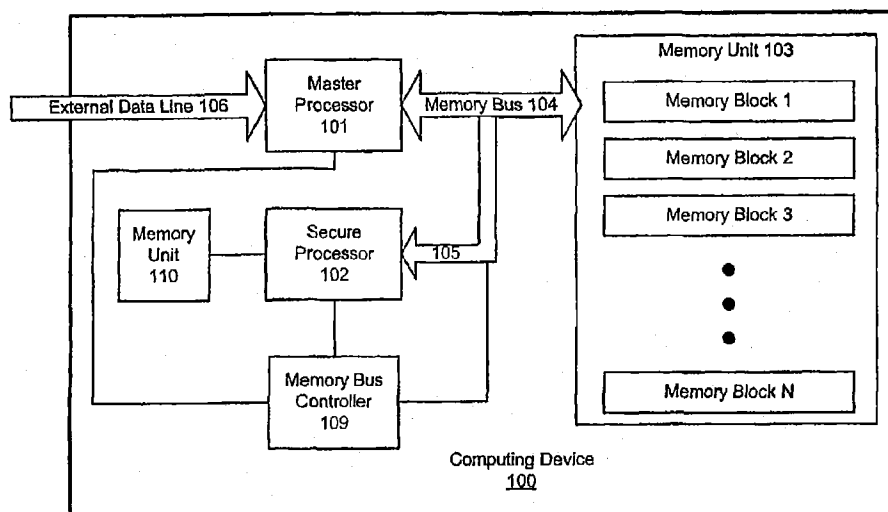 External Data Line 106
Master
Processor
101
Memory Bus 104
Memory Unit 103
Memory Block 1
Memory Block 2
Memory Block 3
Memory Block N
Memory
Unit
110
Secure
Processor
102
105
Memory Bus
Controller
109
Computing Device
100